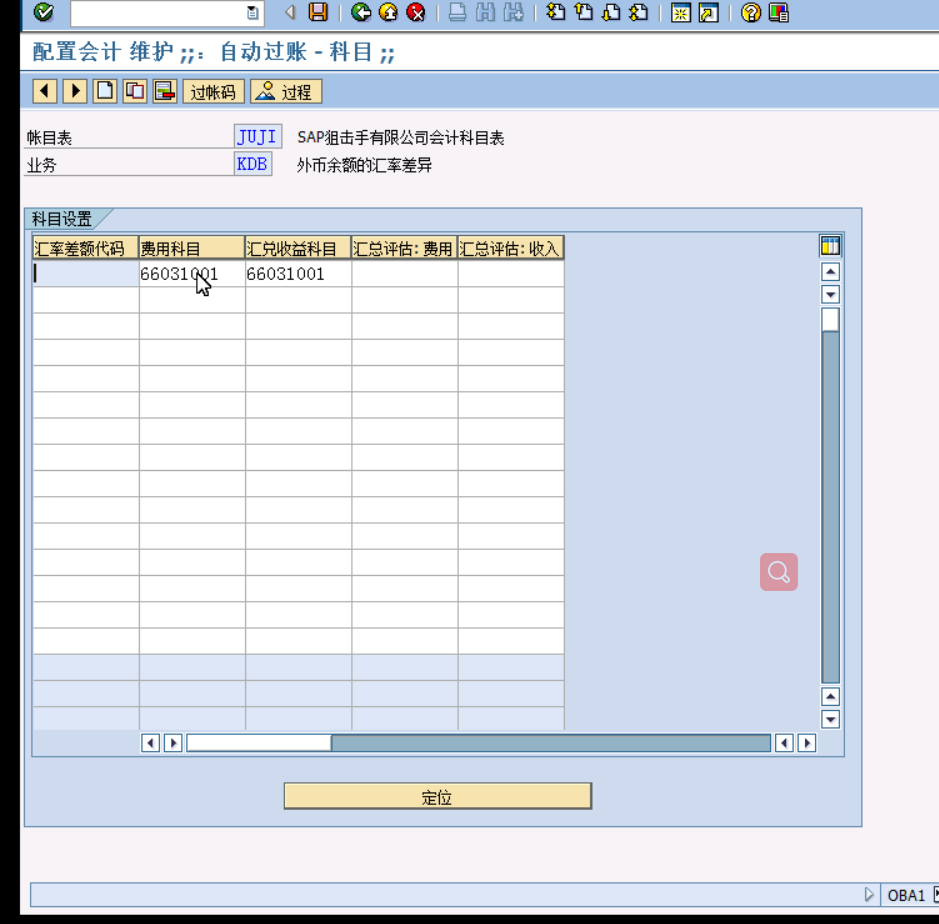 配置会计 维护 ;;: 自动过账 - 科目 ;;
过帐码 过程
帐目表 JUJI SAP狙击手有限公司会计科目表
业务 KDB 外币余额的汇率差异
科目设置
汇率差额代码 费用科目 汇兑收益科目 汇总评估: 费用 汇总评估: 收入
66031001 66031001
定位
OBA1